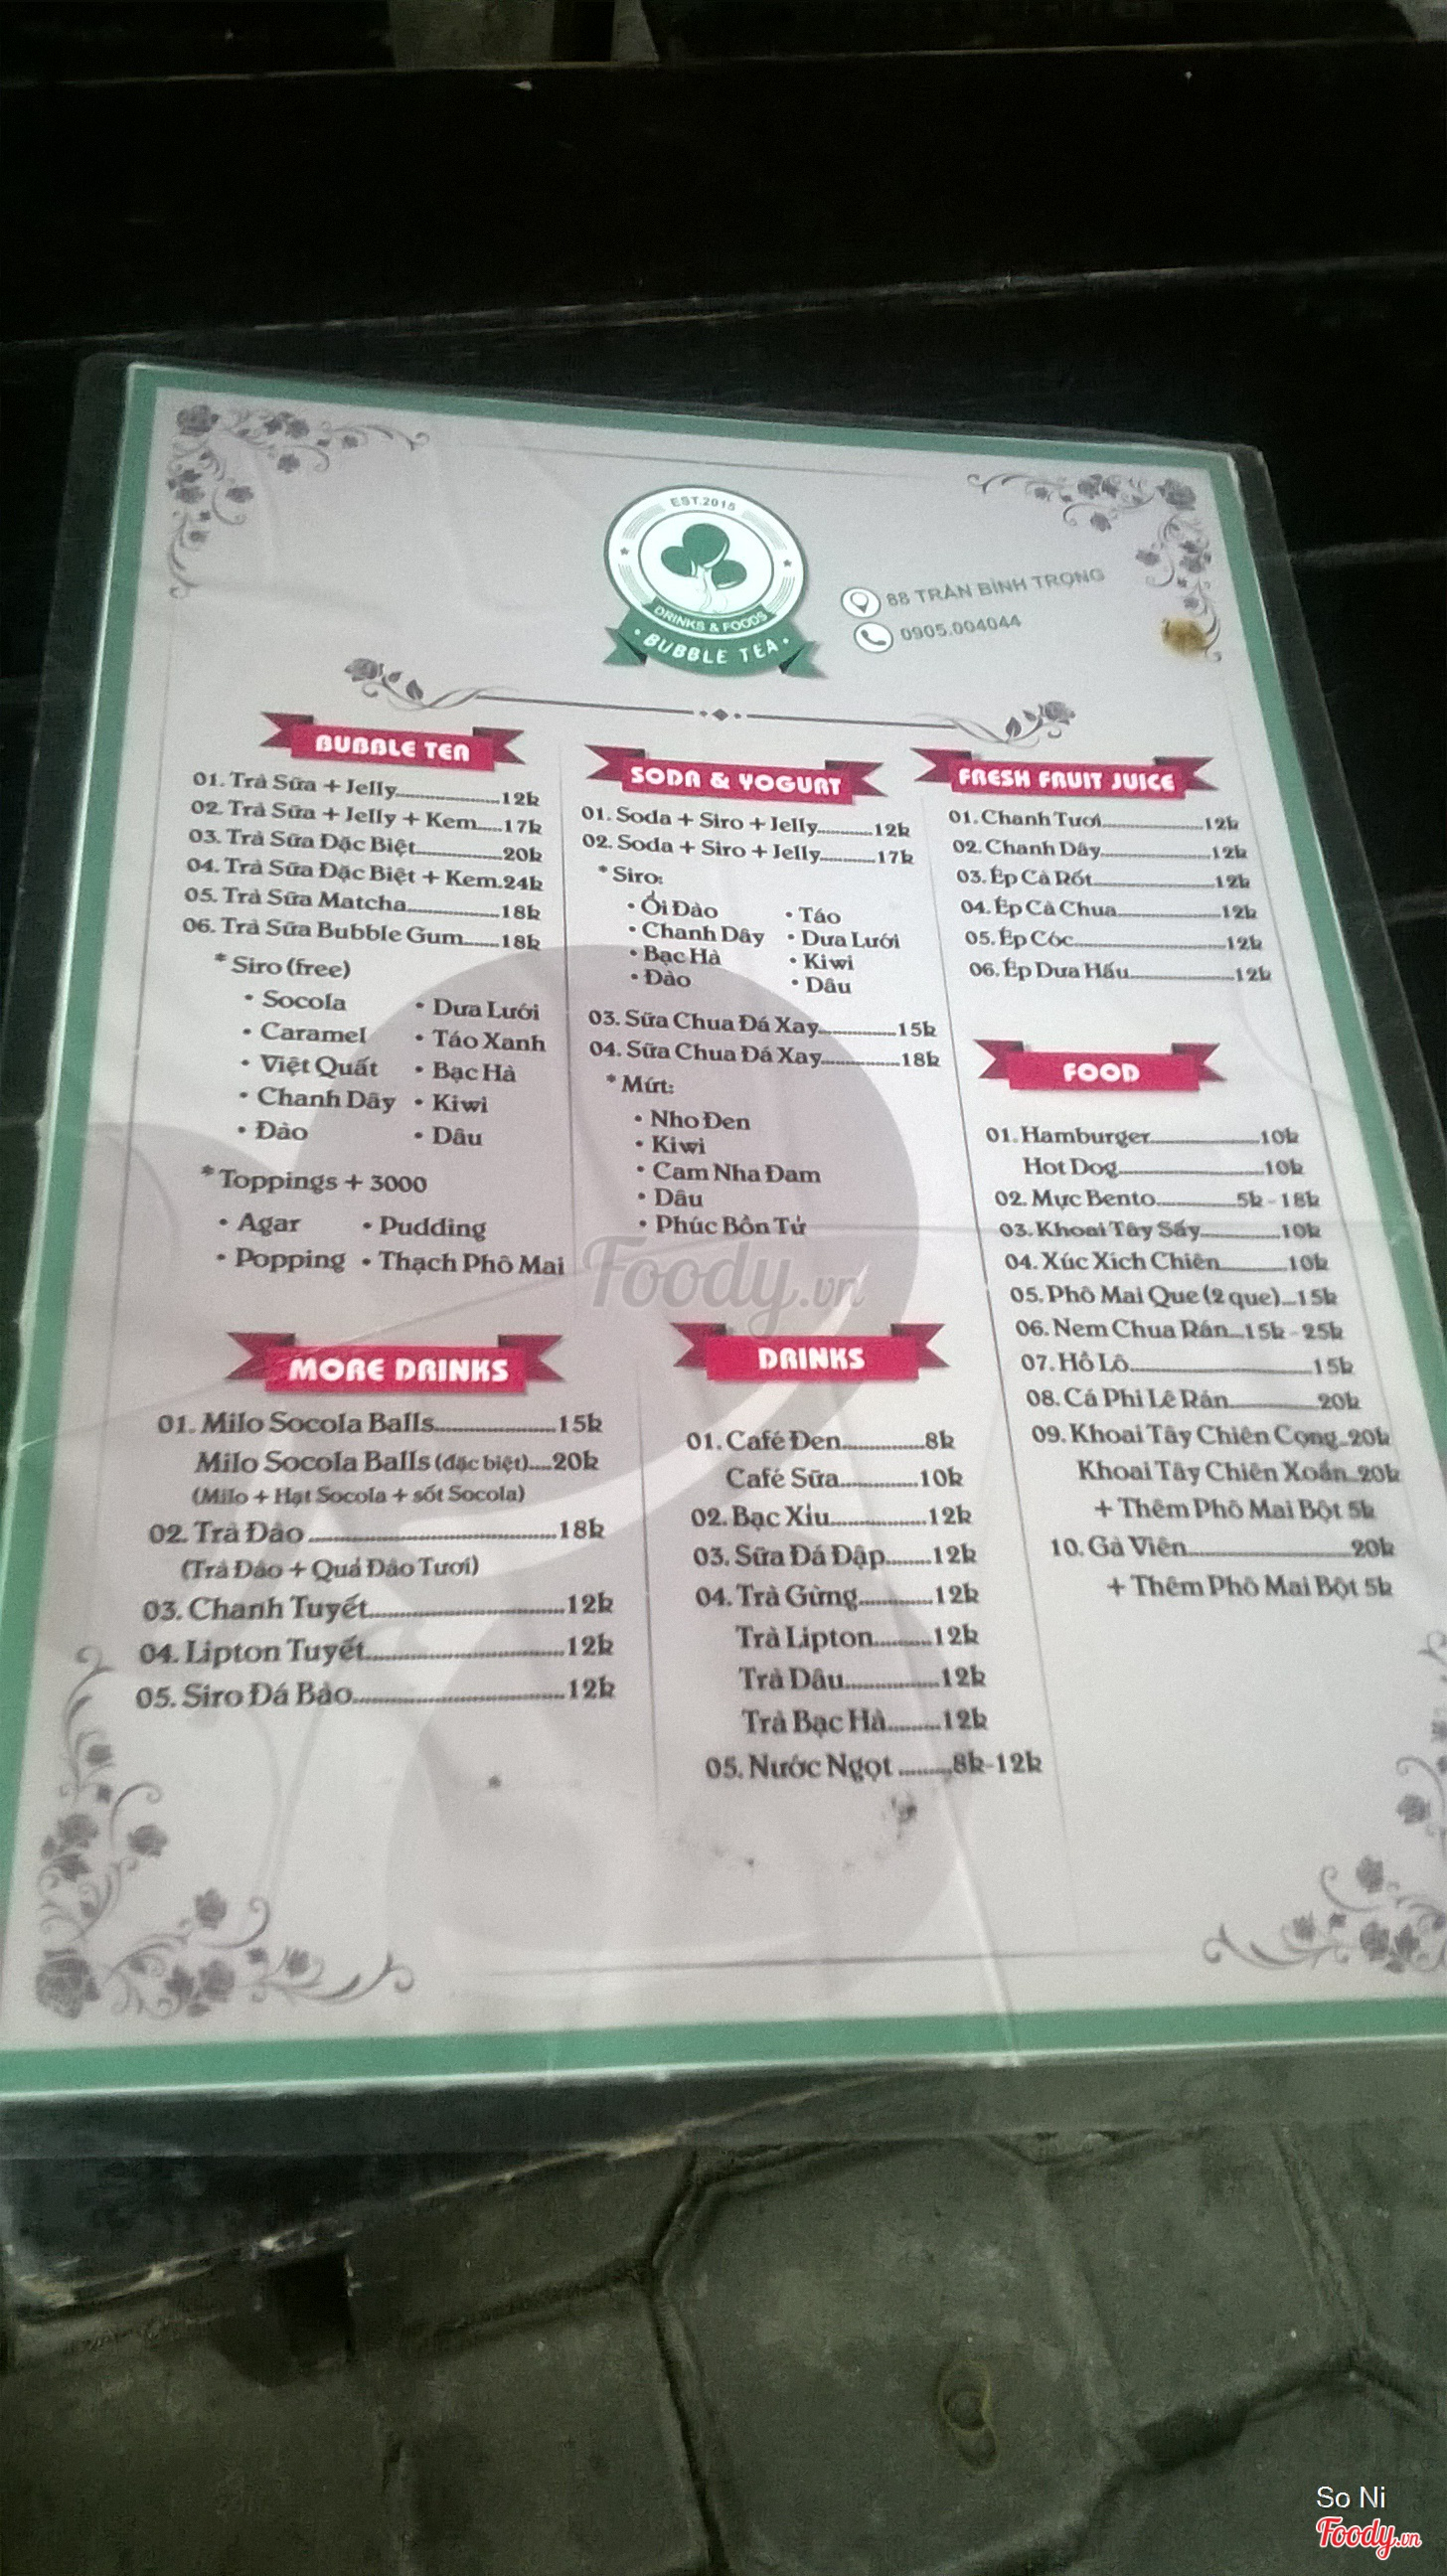 EST.2015
DRINKS & FOODS
BUBBLE TEA
88 TRẦN BÌNH TRỌNG
0905.004044
BUBBLE TEA
01. Trà Sữa + Jelly 12k
02. Trà Sữa + Jelly + Kem 17k
03. Trà Sữa Đặc Biệt 20k
04. Trà Sữa Đặc Biệt + Kem.24k
05. Trà Sữa Matcha 18k
06. Trà Sữa Bubble Gum 18k
* Siro (free)
• Socola • Dưa Lưới
• Caramel • Táo Xanh
• Việt Quất • Bạc Hà
• Chanh Dây • Kiwi
• Đào • Dâu
* Toppings + 3000
• Agar • Pudding
• Popping • Thạch Phô Mai
SODA & YOGURT
01. Soda + Siro + Jelly 12k
02. Soda + Siro + Jelly 17k
* Siro:
• Ổi Đào • Táo
• Chanh Dây • Dưa Lưới
• Bạc Hà • Kiwi
• Đào • Dâu
03. Sữa Chua Đá Xay 15k
04. Sữa Chua Đá Xay 18k
* Mứt:
• Nho Đen
• Kiwi
• Cam Nha Đam
• Dâu
• Phúc Bồn Tử
FRESH FRUIT JUICE
01. Chanh Tươi 12k
02. Chanh Dây 12k
03. Ép Cà Rốt 12k
04. Ép Cà Chua 12k
05. Ép Cóc 12k
06. Ép Dưa Hấu 12k
FOOD
01. Hamburger 10k
Hot Dog 10k
02. Mực Bento 5k - 18k
03. Khoai Tây Sấy 10k
04. Xúc Xích Chiên 10k
05. Phô Mai Que (2 que) 15k
06. Nem Chua Rán 15k - 25k
07. Hồ Lô 15k
08. Cá Phi Lê Rán 20k
09. Khoai Tây Chiên Cọng 20k
Khoai Tây Chiên Xoắn 20k
+ Thêm Phô Mai Bột 5k
10. Gà Viên 20k
+ Thêm Phô Mai Bột 5k
Foody.vn
MORE DRINKS
01. Milo Socola Balls 15k
Milo Socola Balls (đặc biệt) 20k
(Milo + Hạt Socola + sốt Socola)
02. Trà Đào 18k
(Trà Đào + Quả Đào Tươi)
03. Chanh Tuyết 12k
04. Lipton Tuyết 12k
05. Siro Đá Bào 12k
DRINKS
01. Café Đen 8k
Café Sữa 10k
02. Bạc Xỉu 12k
03. Sữa Đá Đập 12k
04. Trà Gừng 12k
Trà Lipton 12k
Trà Dâu 12k
Trà Bạc Hà 12k
05. Nước Ngọt 8k-12k
So Ni
Foody.vn